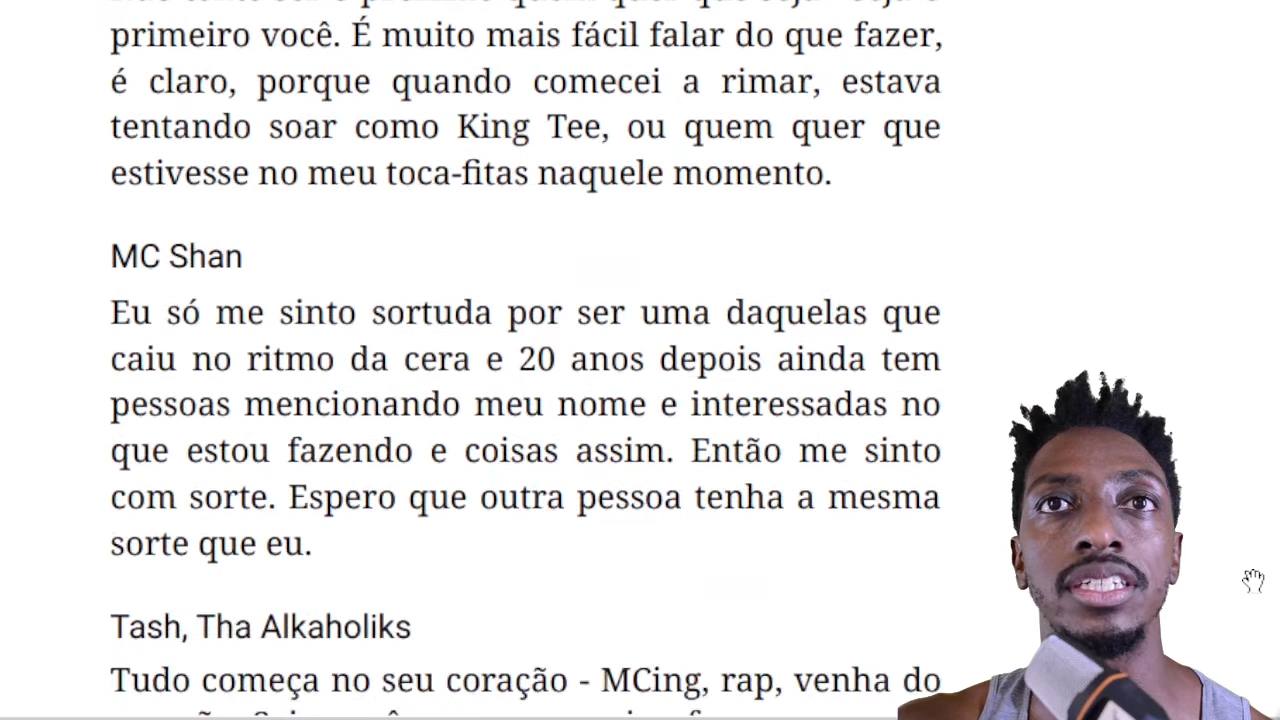 primeiro você. É muito mais fácil falar do que fazer,
é claro, porque quando comecei a rimar, estava
tentando soar como King Tee, ou quem quer que
estivesse no meu toca-fitas naquele momento.
MC Shan
Eu só me sinto sortuda por ser uma daquelas que
caiu no ritmo da cera e 20 anos depois ainda tem
pessoas mencionando meu nome e interessadas no
que estou fazendo e coisas assim. Então me sinto
com sorte. Espero que outra pessoa tenha a mesma
sorte que eu.
Tash, Tha Alkaholiks
Tudo começa no seu coração - MCing, rap, venha do